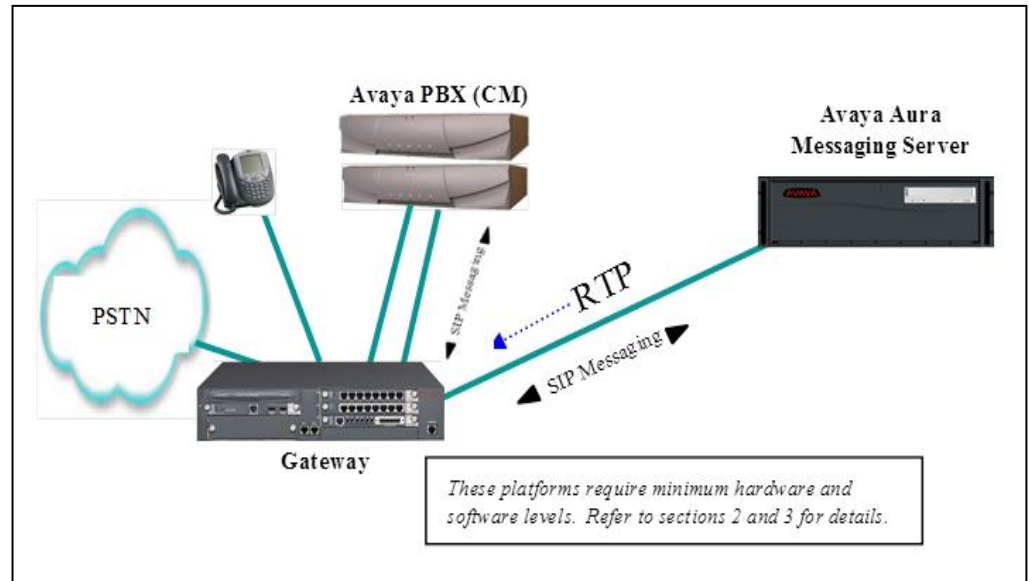 Avaya PBX (CM)
Avaya Aura
Messaging Server
AVAYA
SIP Messaging
RTP
PSTN
SIP Messaging
Gateway
These platforms require minimum hardware and
software levels. Refer to sections 2 and 3 for details.